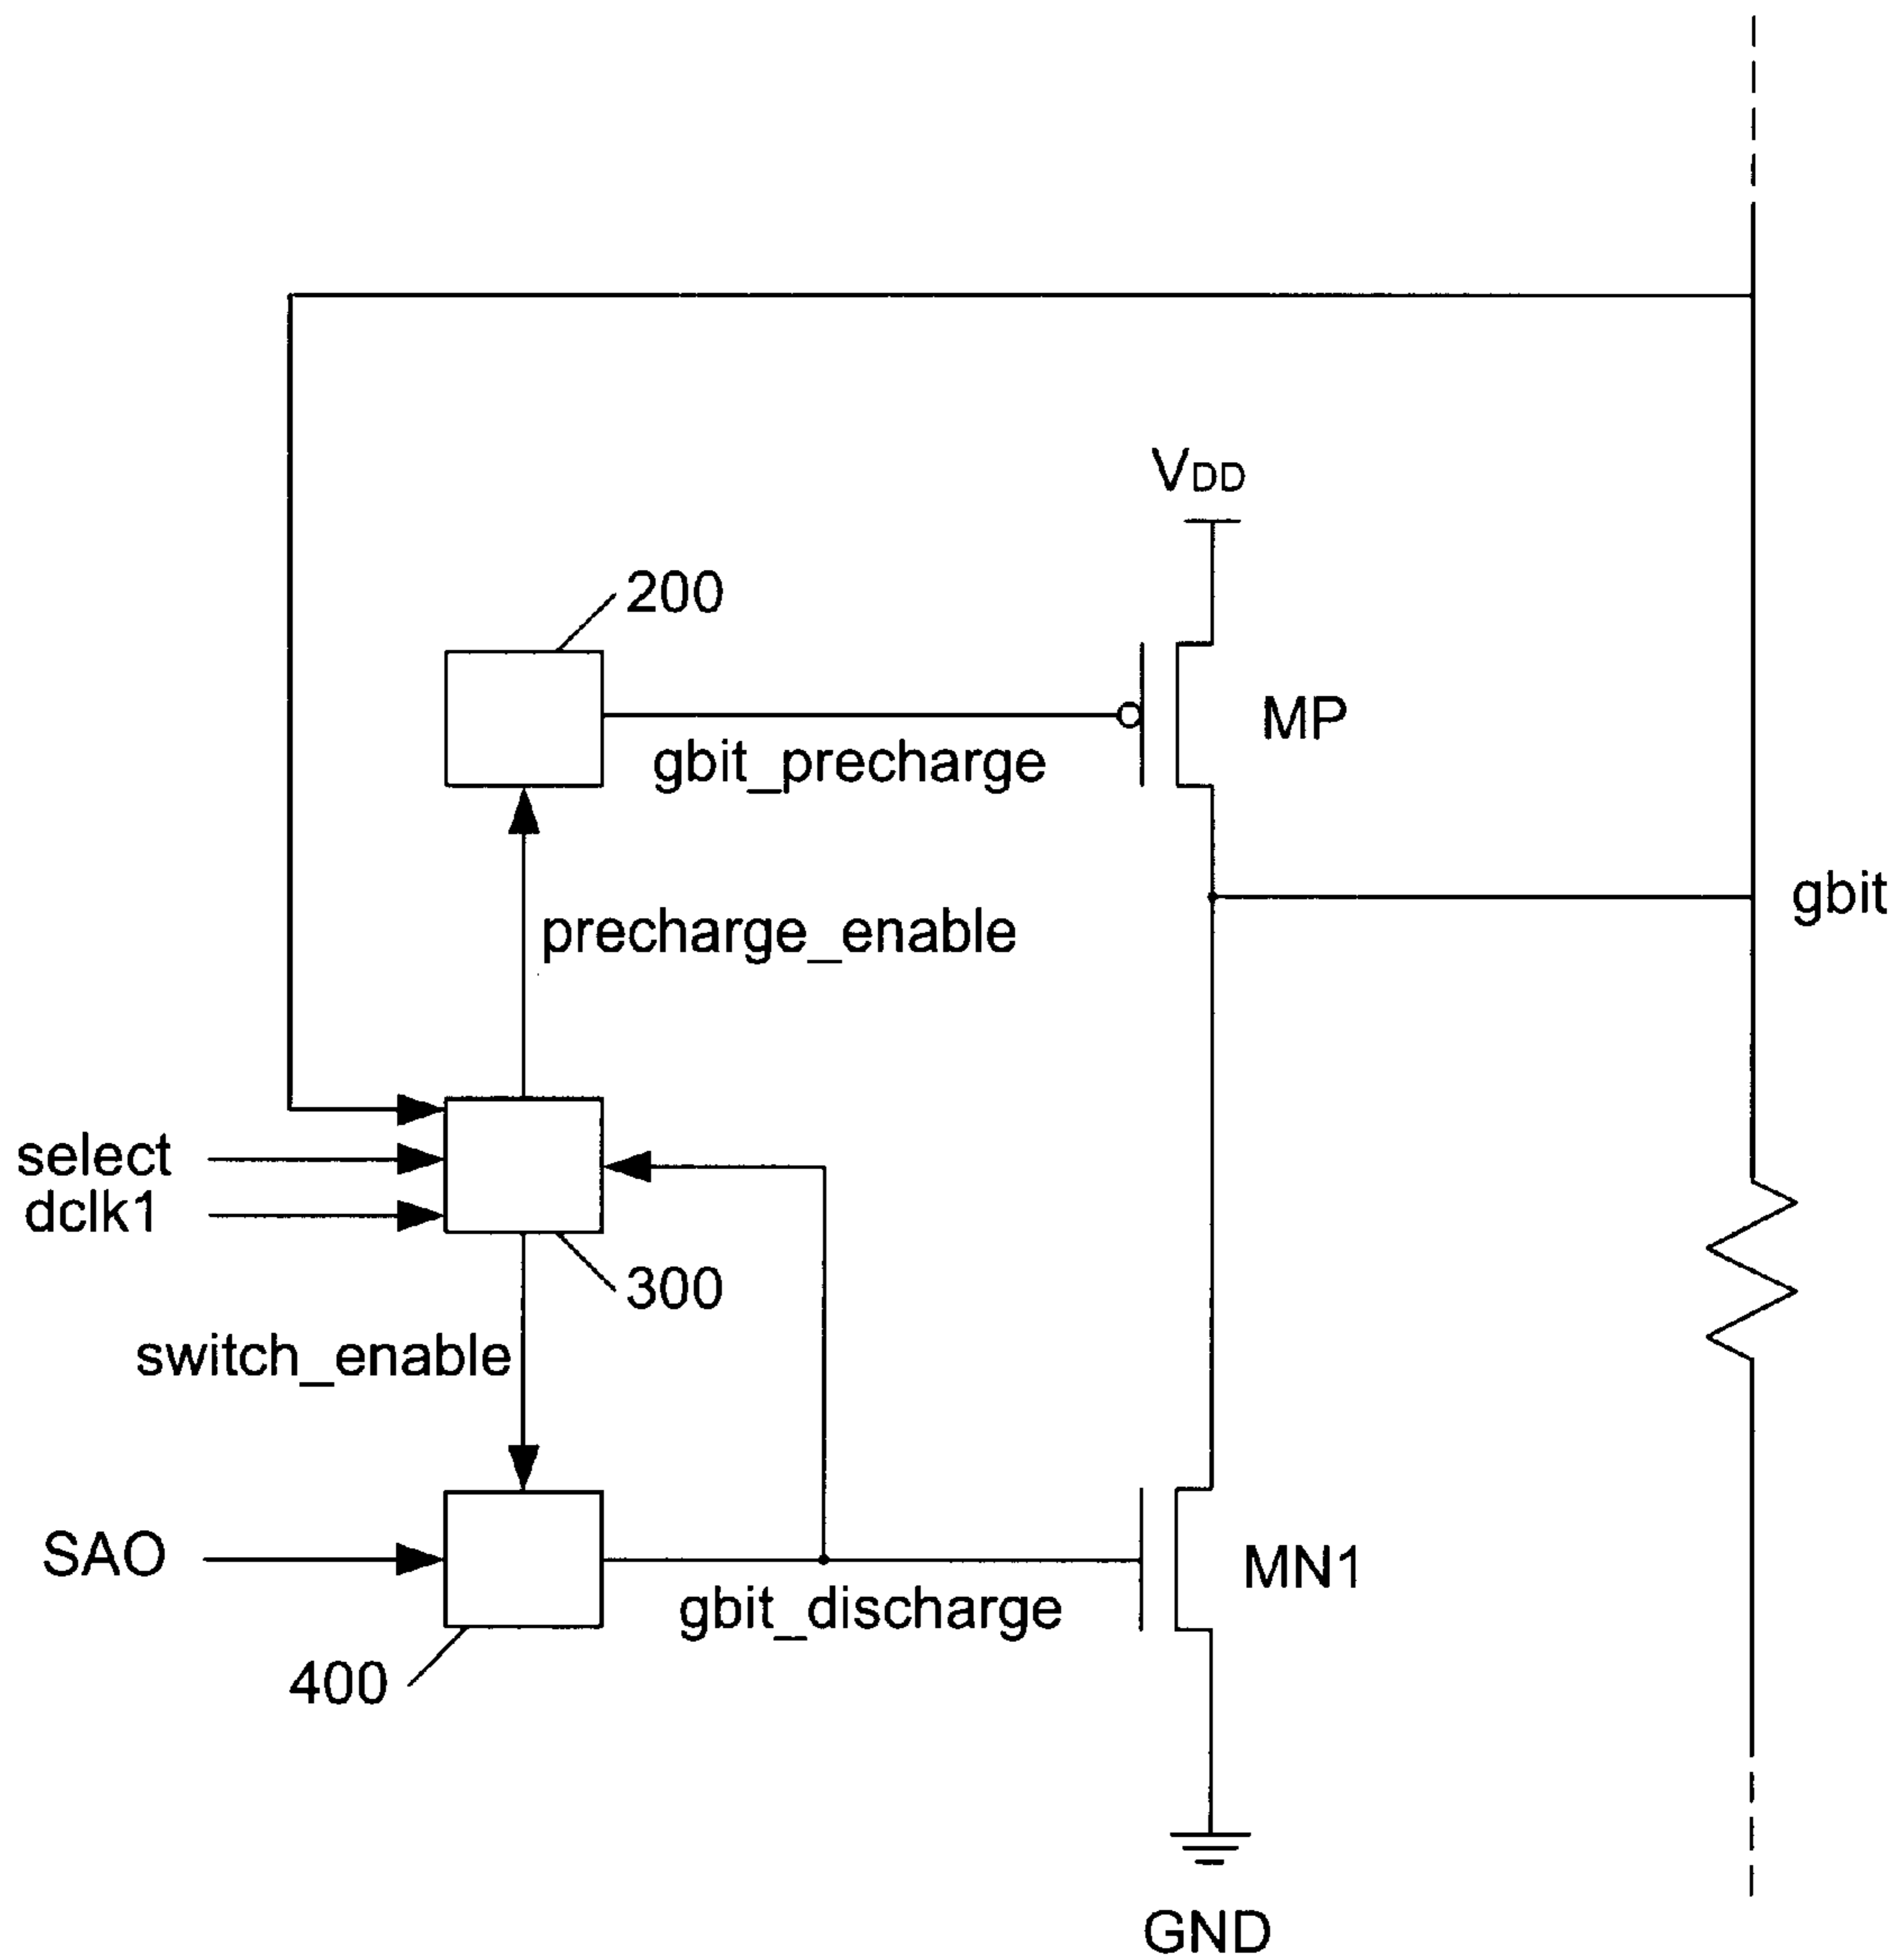 VDD
200
MP
gbit_precharge
gbit
precharge_enable
select
dclk1
300
switch_enable
SAO
MN1
gbit_discharge
400
GND